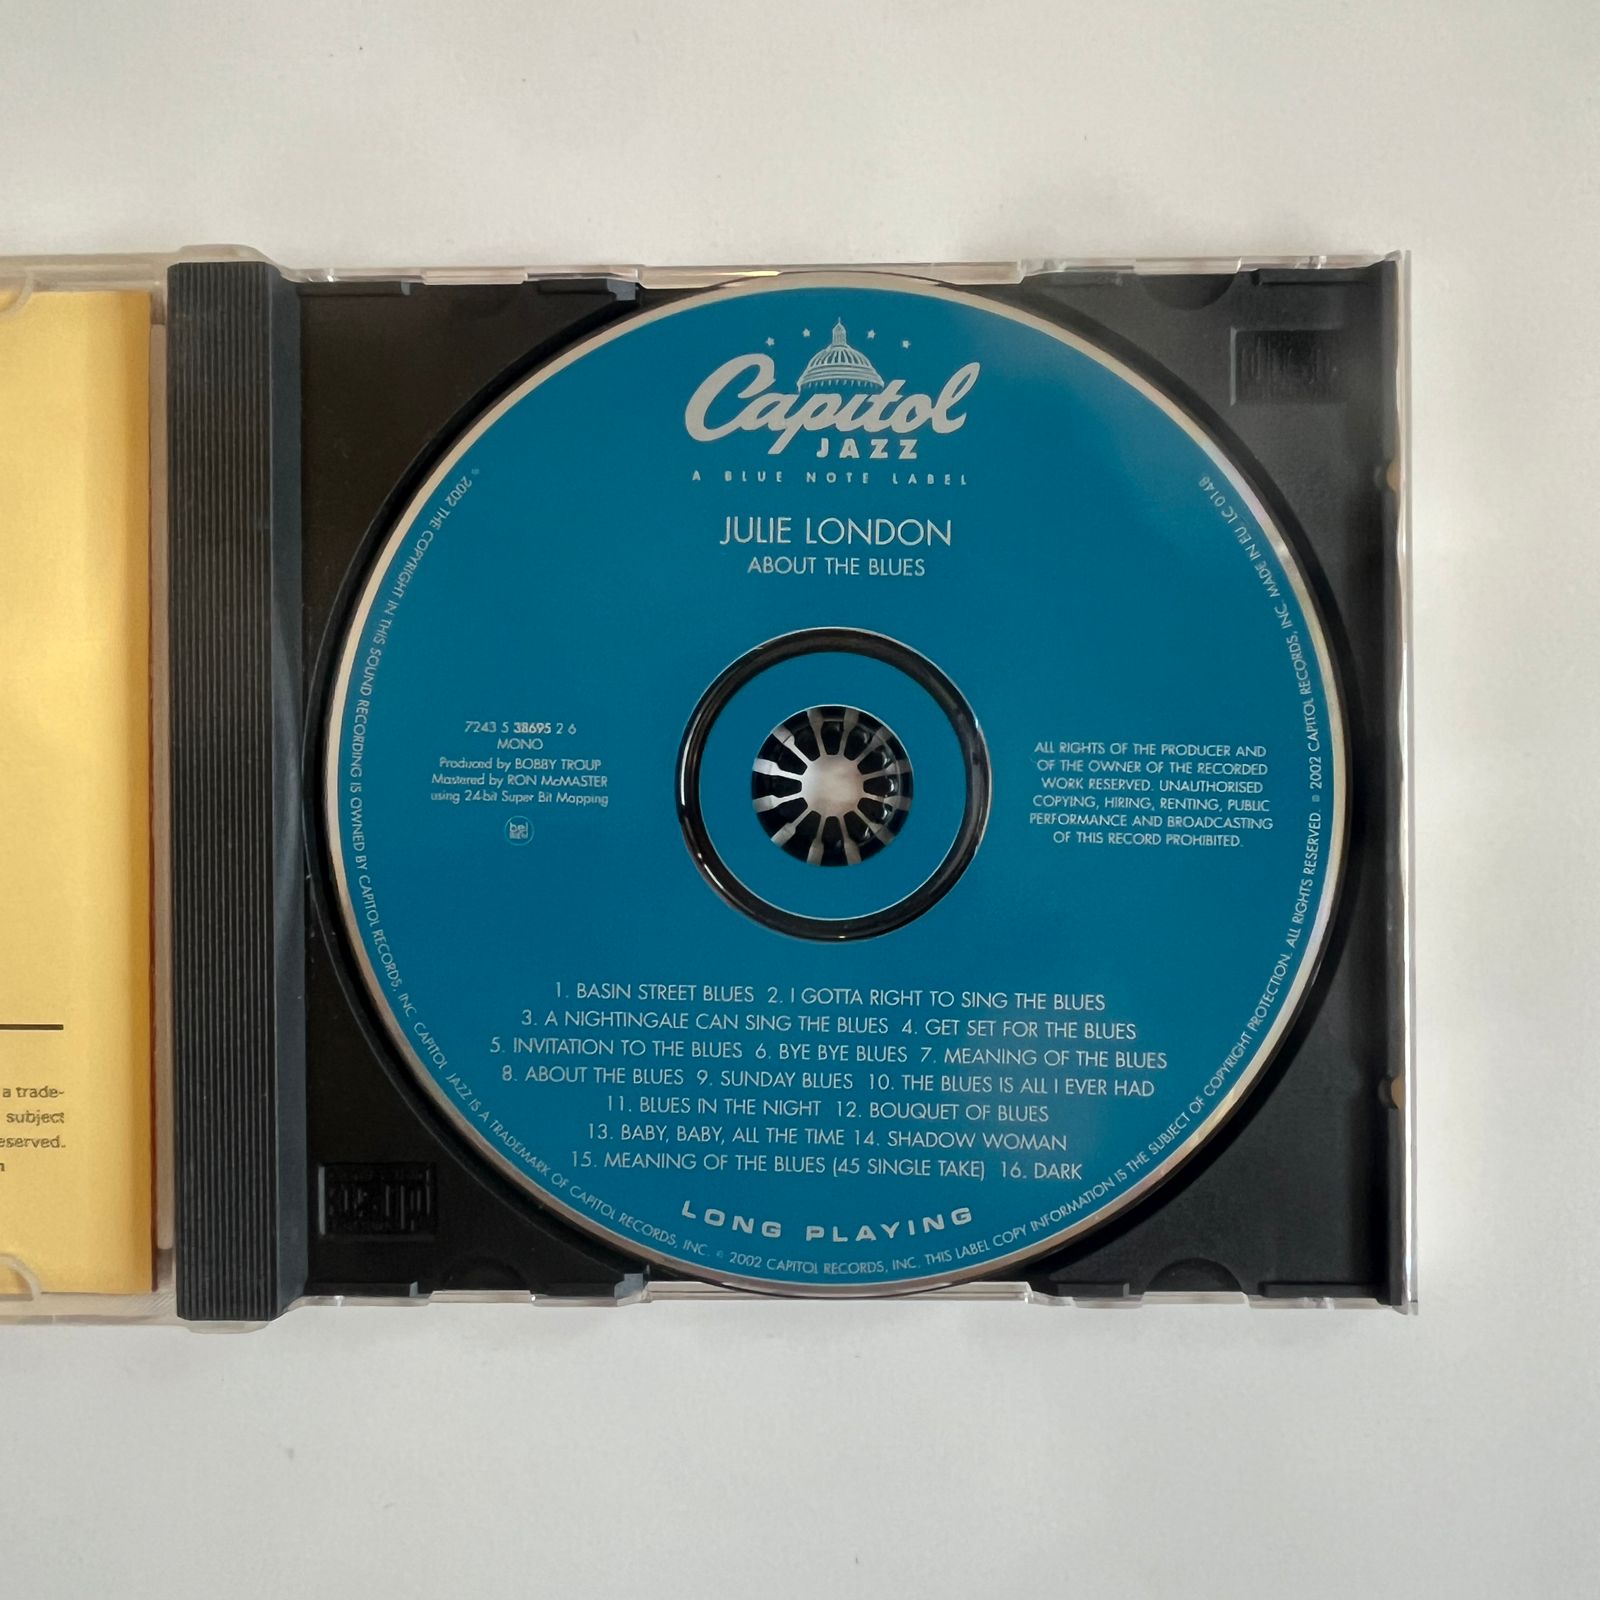 Capitol
JAZZ
A BLUE NOTE LABEL
JULIE LONDON
ABOUT THE BLUES
7243 5 38695 2 6
MONO
Produced by BOBBY TROUP
Mastered by RON McMASTER
using 24-bit Super Bit Mapping
ALL RIGHTS OF THE PRODUCER AND
OF THE OWNER OF THE RECORDED
WORK RESERVED. UNAUTHORISED
COPYING, HIRING, RENTING, PUBLIC
PERFORMANCE AND BROADCASTING
OF THIS RECORD PROHIBITED.
1. BASIN STREET BLUES 2. I GOTTA RIGHT TO SING THE BLUES
3. A NIGHTINGALE CAN SING THE BLUES 4. GET SET FOR THE BLUES
5. INVITATION TO THE BLUES 6. BYE BYE BLUES 7. MEANING OF THE BLUES
8. ABOUT THE BLUES 9. SUNDAY BLUES 10. THE BLUES IS ALL I EVER HAD
11. BLUES IN THE NIGHT 12. BOUQUET OF BLUES
13. BABY, BABY, ALL THE TIME 14. SHADOW WOMAN
15. MEANING OF THE BLUES (45 SINGLE TAKE) 16. DARK
LONG PLAYING
℗ 2002 THE COPYRIGHT IN THIS SOUND RECORDING IS OWNED BY CAPITOL RECORDS, INC. CAPITOL JAZZ IS A TRADEMARK OF CAPITOL RECORDS, INC. © 2002 CAPITOL RECORDS, INC. THIS LABEL COPY INFORMATION IS THE SUBJECT OF COPYRIGHT PROTECTION. ALL RIGHTS RESERVED. © 2002 CAPITOL RECORDS, INC. MADE IN EU. LC 0148
a trade-
subject
eserved.